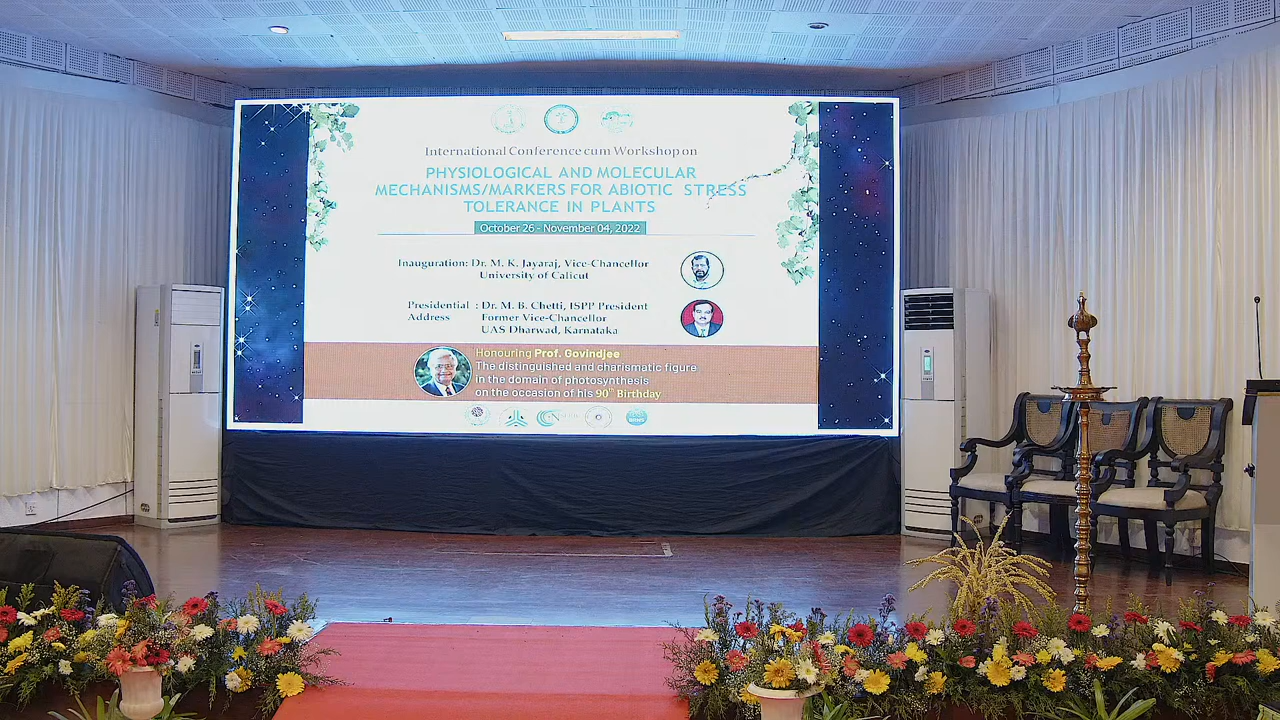 International Conference cum Workshop on
PHYSIOLOGICAL AND MOLECULAR
MECHANISMS/MARKERS FOR ABIOTIC STRESS
TOLERANCE IN PLANTS
October 26 - November 04, 2022
Inauguration: Dr. M. K. Jayaraj, Vice-Chancellor
University of Calicut
Presidential : Dr. M. B. Chetti, ISPP President
Address Former Vice-Chancellor
UAS Dharwad, Karnataka
Honouring Prof. Govindjee
The distinguished and charismatic figure
in the domain of photosynthesis
on the occasion of his 90th Birthday